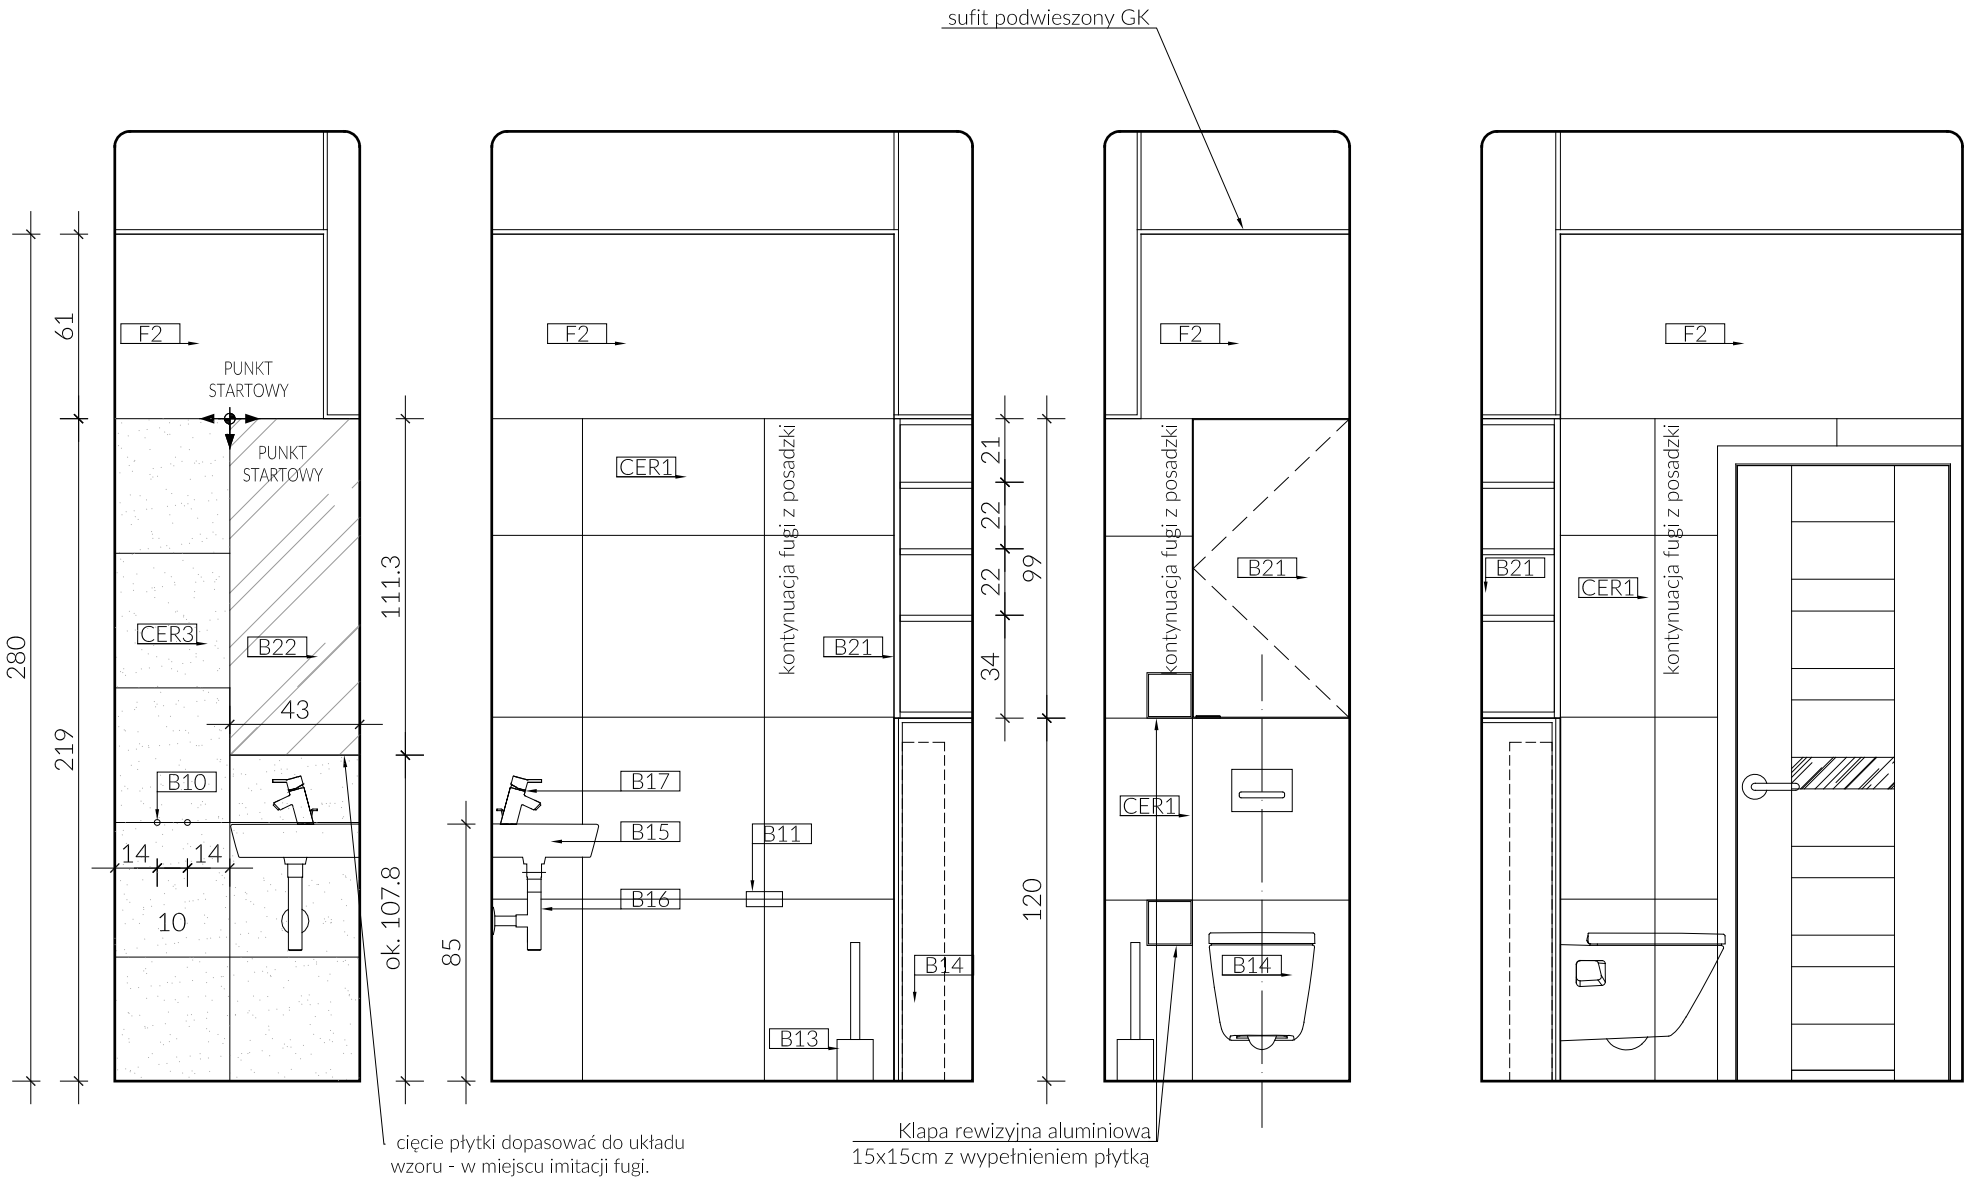 sufit podwieszony GK
F2
F2
F2
F2
61
PUNKT
STARTOWY
PUNKT
STARTOWY
kontynuacja fugi z posadzki
kontynuacja fugi z posadzki
kontynuacja fugi z posadzki
CER1
21
22
22
34
99
111.3
B21
B21
CER1
CER3
B22
B21
280
219
43
B10
B17
B15
B11
CER1
14
14
10
B16
ok. 107.8
85
120
B14
B14
B13
Klapa rewizyjna aluminiowa
15x15cm z wypełnieniem płytką
cięcie płytki dopasować do układu
wzoru - w miejscu imitacji fugi.